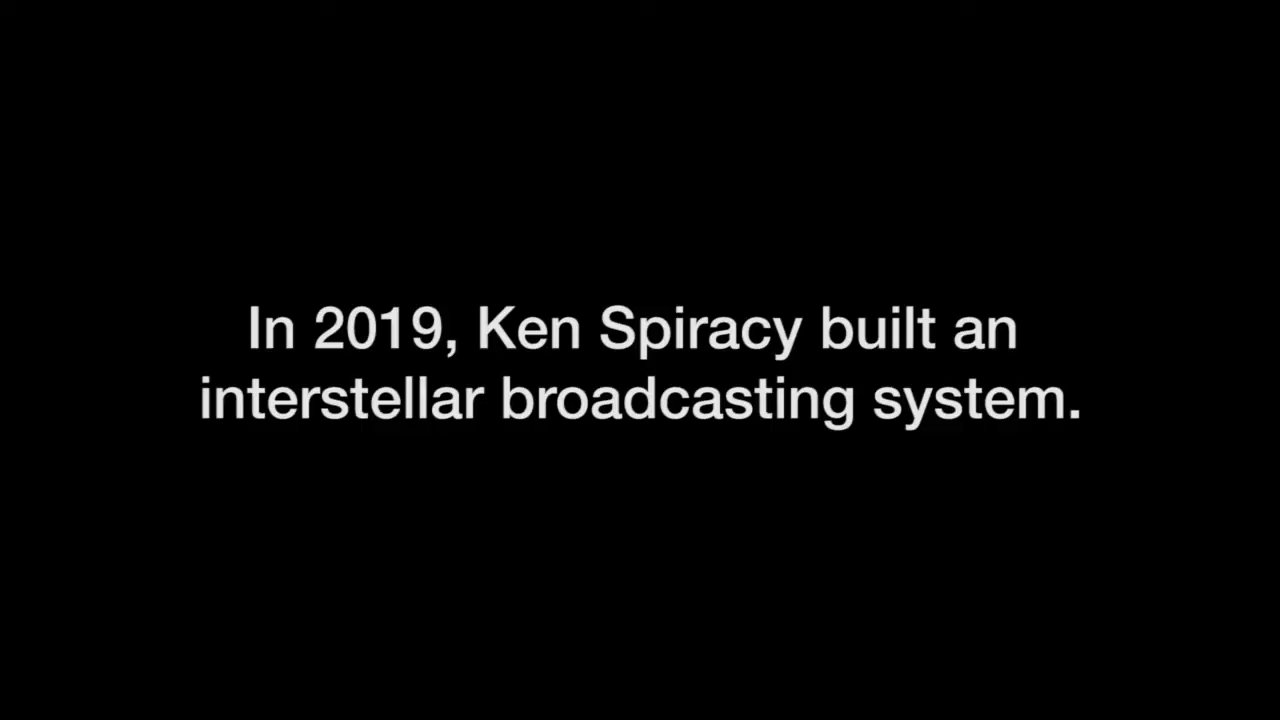 In 2019, Ken Spiracy built an
interstellar broadcasting system.